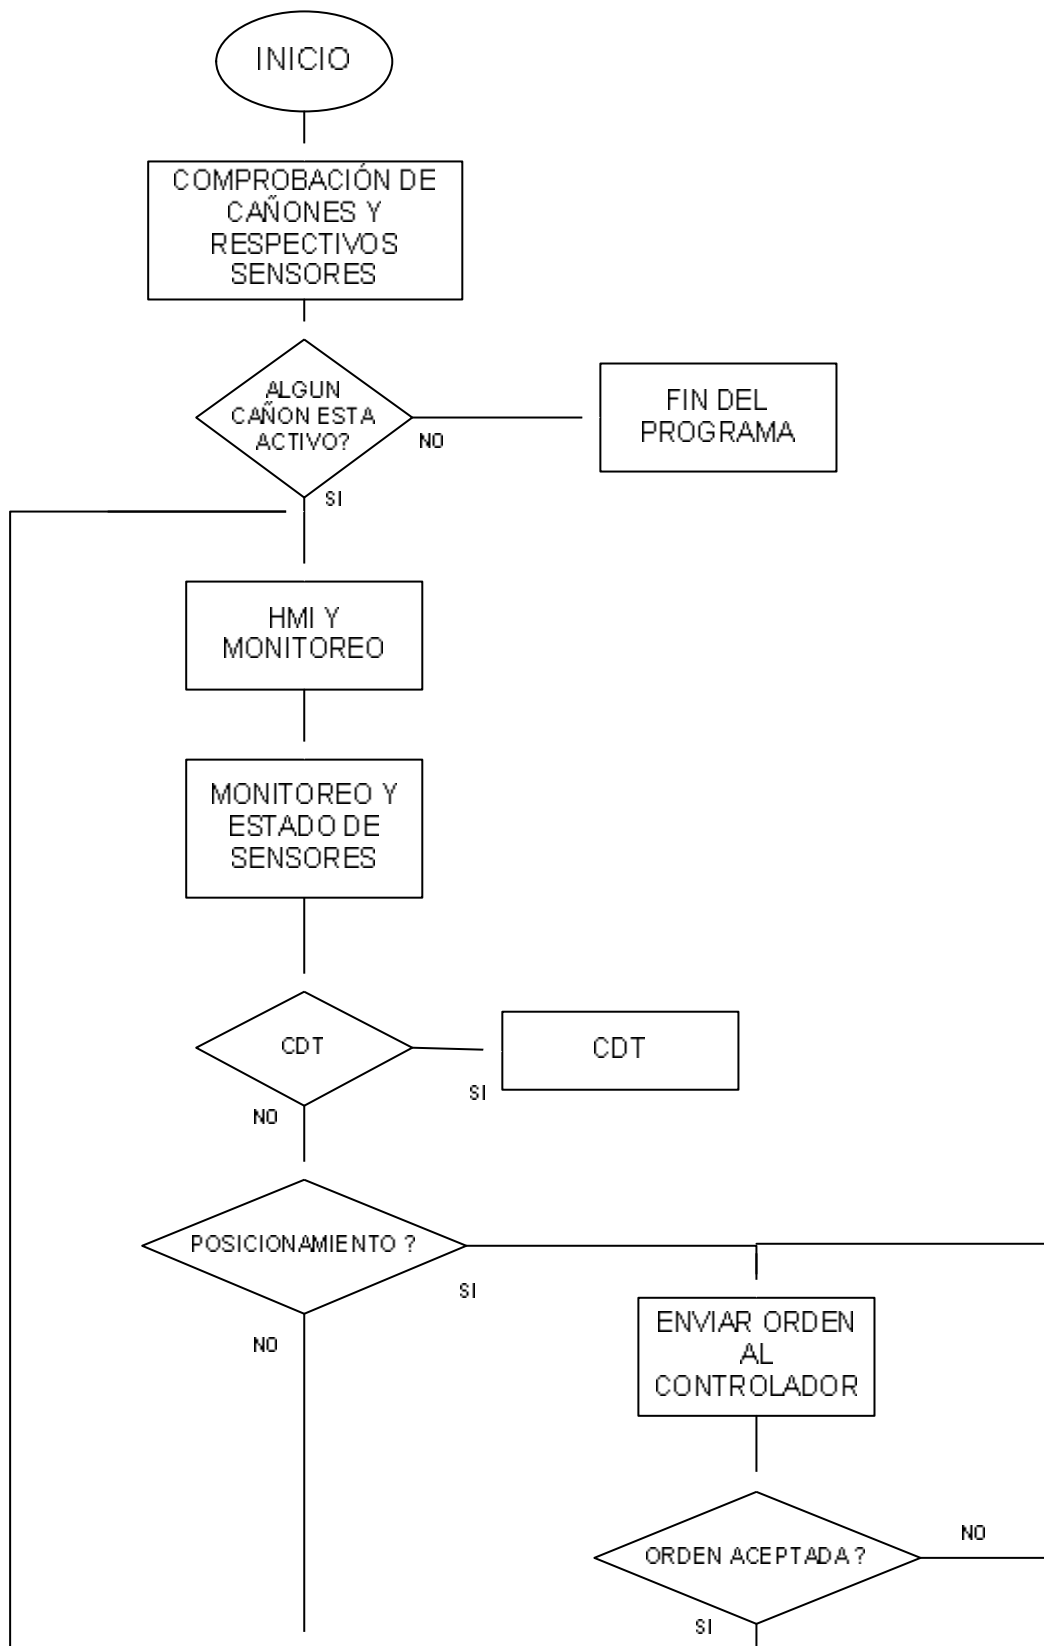 INICIO
COMPROBACIÓN DE
CAÑONES Y
RESPECTIVOS
SENSORES
ALGUN
CAÑON ESTA
ACTIVO?
NO
FIN DEL
PROGRAMA
SI
HMI Y
MONITOREO
MONITOREO Y
ESTADO DE
SENSORES
CDT
SI
CDT
NO
POSICIONAMIENTO ?
SI
NO
ENVIAR ORDEN
AL
CONTROLADOR
ORDEN ACEPTADA ?
NO
SI